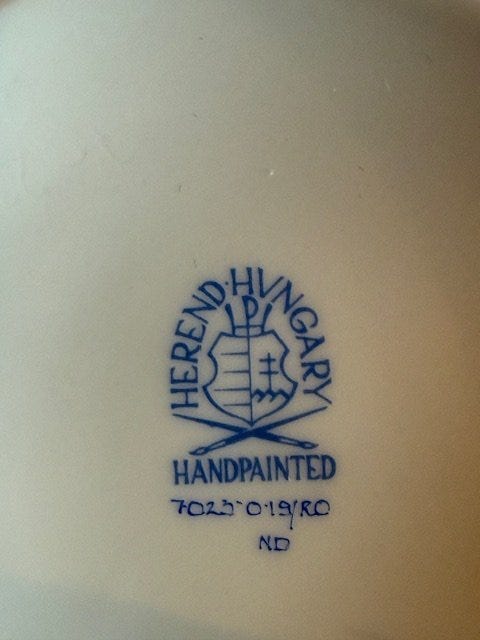 HEREND·HVNGARY
P
HANDPAINTED
7023-0-19/RO
ND